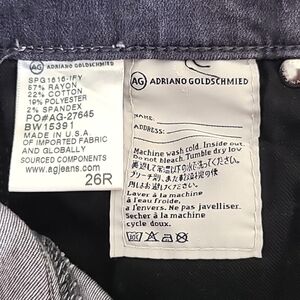 AG ADRIANO GOLDSCHMIED
SPG1616-IFY
57% RAYON
22% COTTON
19% POLYESTER
2% SPANDEX
PO#AG-27645
BW15391
MADE IN U.S.A.
OF IMPORTED FABRIC
AND GLOBALLY
SOURCED COMPONENTS
www.agjeans.com
26R
AG ADRIANO GOLDSCHMIED
NAME:
ADDRESS:
Machine wash cold. Inside out
Do not bleach. Tumble dry low
Laver à la machine
à l'eau froide,
a l'envers. Ne pas javelliser.
Secher à la machine
cycle doux.